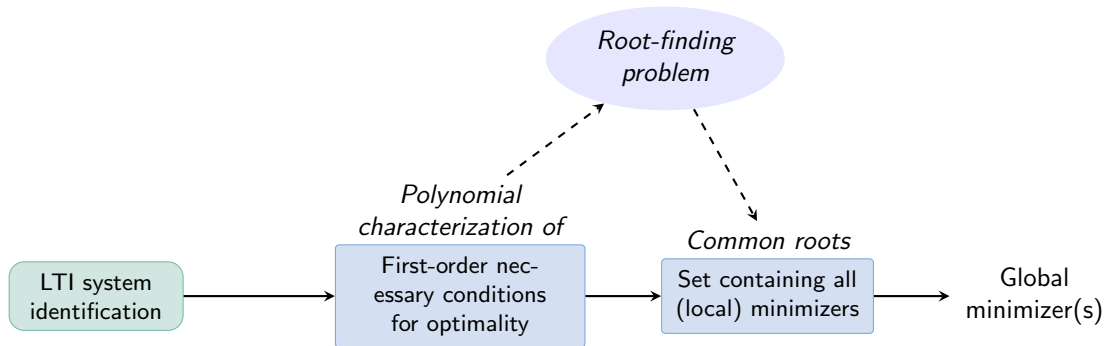 Root-finding
problem
Polynomial
characterization of
Common roots
LTI system
identification
First-order nec-
essary conditions
for optimality
Set containing all
(local) minimizers
Global
minimizer(s)